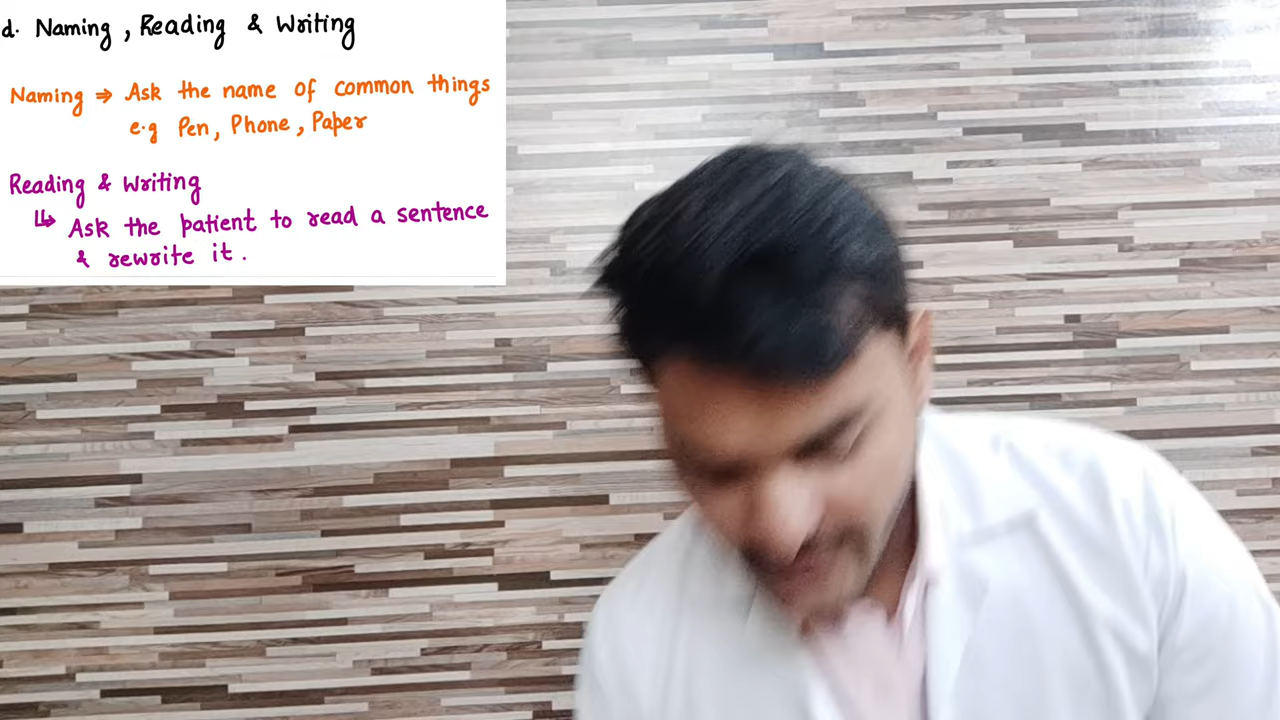 d. Naming, Reading & Writing
Naming ⇒ Ask the name of common things
e.g Pen, Phone, Paper
Reading & Writing
↳ Ask the patient to read a sentence
& rewrite it.